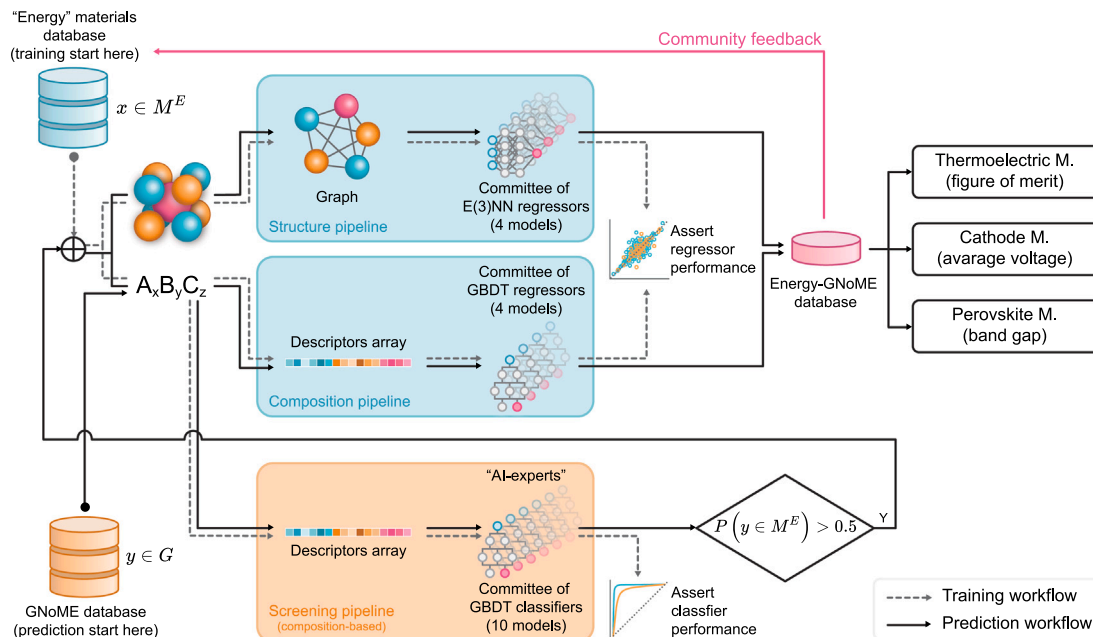 “Energy” materials
database
(training start here)
x ∈ M^E
Community feedback
Graph
Structure pipeline
Committee of
E(3)NN regressors
(4 models)
Assert
regressor
performance
A_xB_yC_z
Committee of
GBDT regressors
(4 models)
Descriptors array
Composition pipeline
Energy-GNoME
database
Thermoelectric M.
(figure of merit)
Cathode M.
(avarage voltage)
Perovskite M.
(band gap)
y ∈ G
GNoME database
(prediction start here)
“AI-experts”
Descriptors array
Committee of
GBDT classifiers
(10 models)
Screening pipeline
(composition-based)
P(y ∈ M^E) > 0.5
Y
Assert
classfier
performance
Training workflow
Prediction workflow